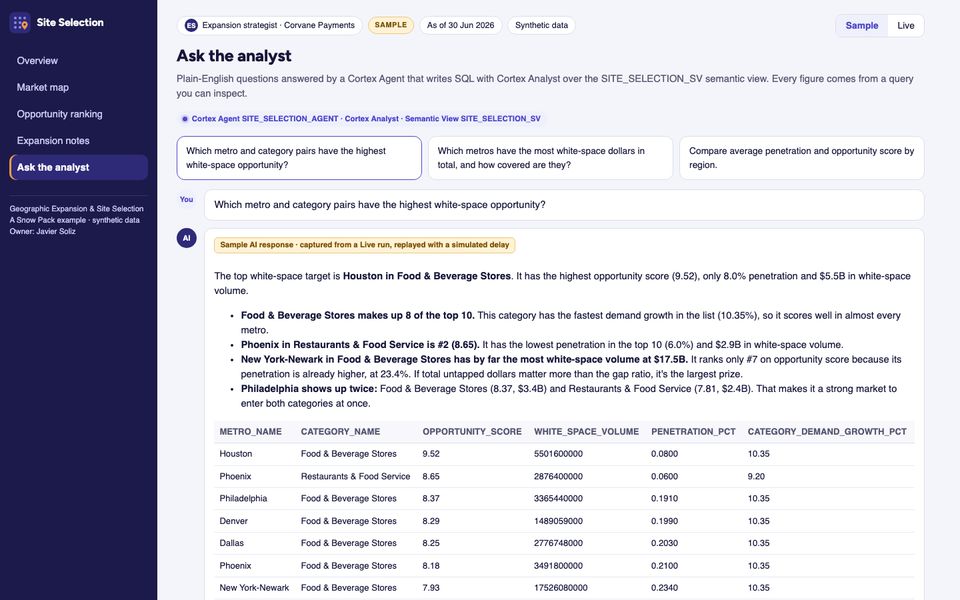 Site Selection
Overview
Market map
Opportunity ranking
Expansion notes
Ask the analyst
Geographic Expansion & Site Selection
A Snow Pack example · synthetic data
Owner: Javier Soliz
ES Expansion strategist · Corvane Payments
SAMPLE
As of 30 Jun 2026
Synthetic data
Sample
Live
Ask the analyst
Plain-English questions answered by a Cortex Agent that writes SQL with Cortex Analyst over the SITE_SELECTION_SV semantic view. Every figure comes from a query
you can inspect.
Cortex Agent SITE_SELECTION_AGENT · Cortex Analyst · Semantic View SITE_SELECTION_SV
Which metro and category pairs have the highest
white-space opportunity?
Which metros have the most white-space dollars in
total, and how covered are they?
Compare average penetration and opportunity score by
region.
You
Which metro and category pairs have the highest white-space opportunity?
AI
Sample AI response · captured from a Live run, replayed with a simulated delay
The top white-space target is Houston in Food & Beverage Stores. It has the highest opportunity score (9.52), only 8.0% penetration and $5.5B in white-space
volume.
• Food & Beverage Stores makes up 8 of the top 10. This category has the fastest demand growth in the list (10.35%), so it scores well in almost every
metro.
• Phoenix in Restaurants & Food Service is #2 (8.65). It has the lowest penetration in the top 10 (6.0%) and $2.9B in white-space volume.
• New York-Newark in Food & Beverage Stores has by far the most white-space volume at $17.5B. It ranks only #7 on opportunity score because its
penetration is already higher, at 23.4%. If total untapped dollars matter more than the gap ratio, it's the largest prize.
• Philadelphia shows up twice: Food & Beverage Stores (8.37, $3.4B) and Restaurants & Food Service (7.81, $2.4B). That makes it a strong market to
enter both categories at once.
METRO_NAME CATEGORY_NAME OPPORTUNITY_SCORE WHITE_SPACE_VOLUME PENETRATION_PCT CATEGORY_DEMAND_GROWTH_PCT
Houston Food & Beverage Stores 9.52 5501600000 0.0800 10.35
Phoenix Restaurants & Food Service 8.65 2876400000 0.0600 9.20
Philadelphia Food & Beverage Stores 8.37 3365440000 0.1910 10.35
Denver Food & Beverage Stores 8.29 1489059000 0.1990 10.35
Dallas Food & Beverage Stores 8.25 2776748000 0.2030 10.35
Phoenix Food & Beverage Stores 8.18 3491800000 0.2100 10.35
New York-Newark Food & Beverage Stores 7.93 17526080000 0.2340 10.35